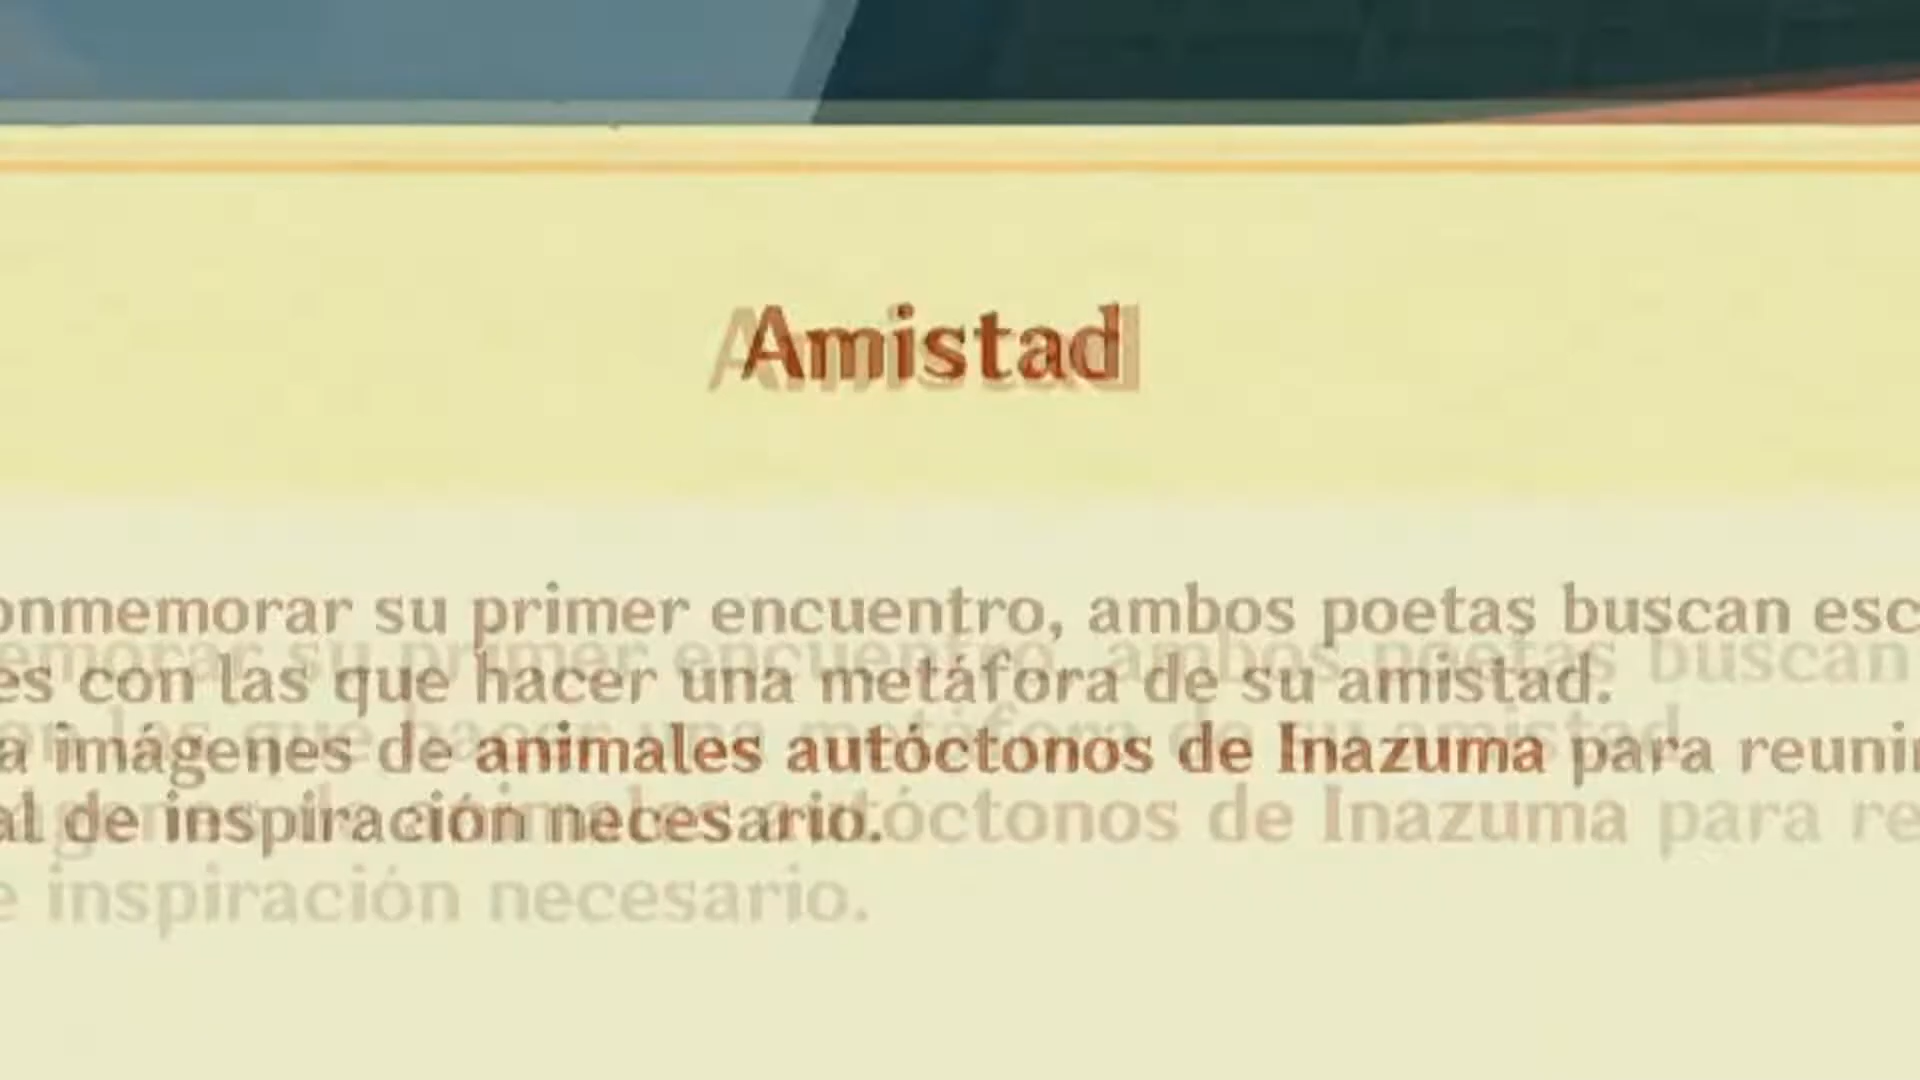 Amistad
onmemorar su primer encuentro, ambos poetas buscan esc
es con las que hacer una metáfora de su amistad.
a imágenes de animales autóctonos de Inazuma para reunir
al de inspiración necesario.